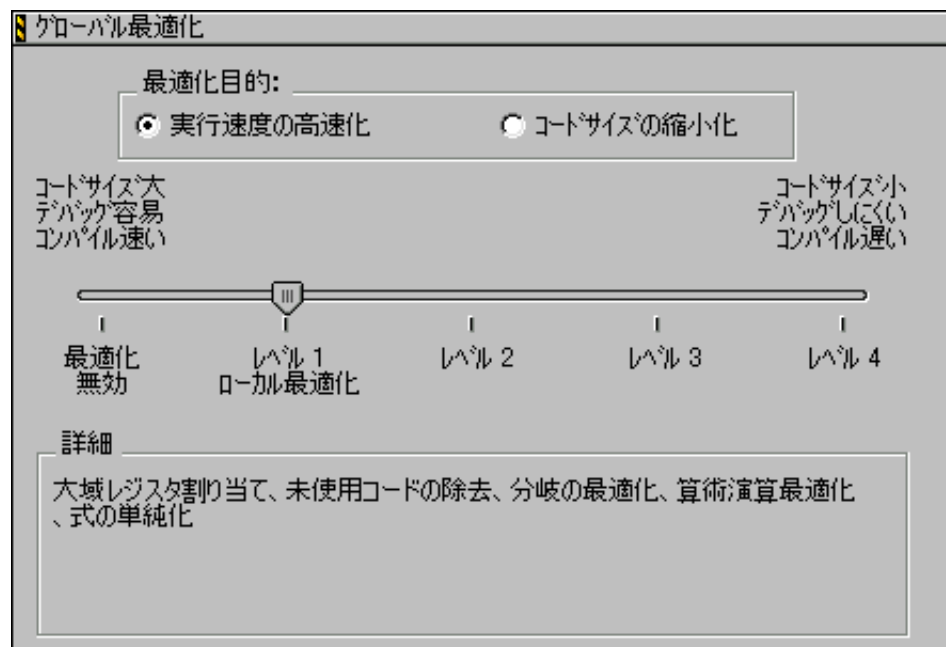 グローバル最適化
最適化目的:
実行速度の高速化
コードサイズの縮小化
コードサイズ大
デバッグ容易
コンパイル速い
コードサイズ小
デバッグしにくい
コンパイル遅い
最適化
無効
レベル 1
ローカル最適化
レベル 2
レベル 3
レベル 4
詳細
大域レジスタ割り当て、未使用コードの除去、分岐の最適化、算術演算最適化
、式の単純化